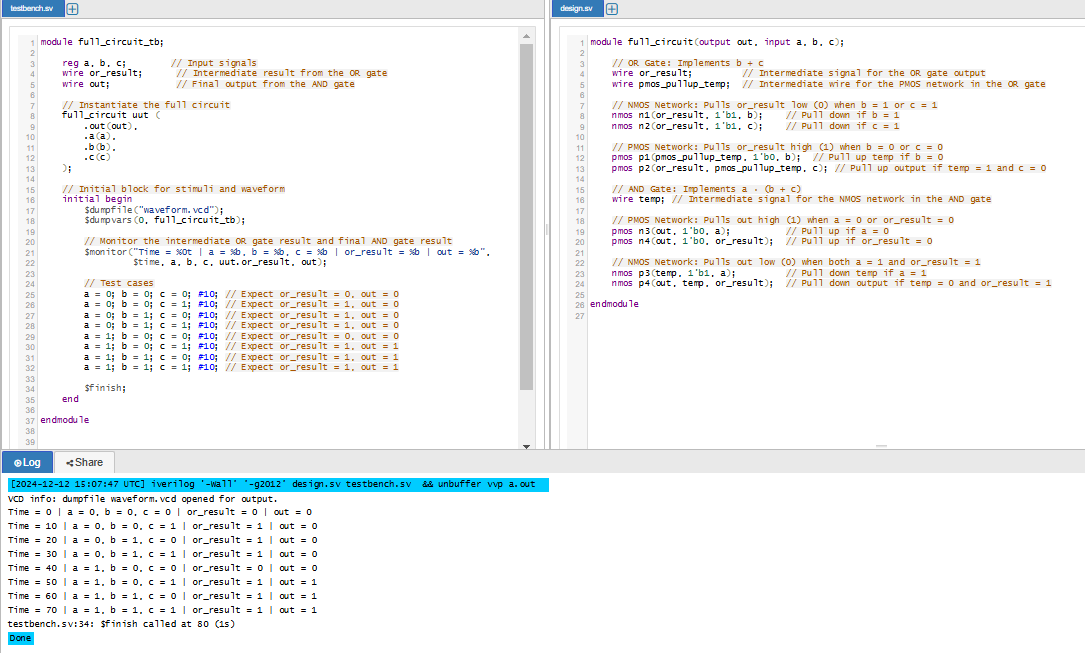 testbench.sv
1 module full_circuit_tb;
2
3 reg a, b, c; // Input signals
4 wire or_result; // Intermediate result from the OR gate
5 wire out; // Final output from the AND gate
6
7 // Instantiate the full circuit
8 full_circuit uut (
9 .out(out),
10 .a(a),
11 .b(b),
12 .c(c)
13 );
14
15 // Initial block for stimuli and waveform
16 initial begin
17 $dumpfile("waveform.vcd");
18 $dumpvars(0, full_circuit_tb);
19
20 // Monitor the intermediate OR gate result and final AND gate result
21 $monitor("Time = %0t | a = %b, b = %b, c = %b | or_result = %b | out = %b",
22 $time, a, b, c, uut.or_result, out);
23
24 // Test cases
25 a = 0; b = 0; c = 0; #10; // Expect or_result = 0, out = 0
26 a = 0; b = 0; c = 1; #10; // Expect or_result = 1, out = 0
27 a = 0; b = 1; c = 0; #10; // Expect or_result = 1, out = 0
28 a = 0; b = 1; c = 1; #10; // Expect or_result = 1, out = 0
29 a = 1; b = 0; c = 0; #10; // Expect or_result = 0, out = 0
30 a = 1; b = 0; c = 1; #10; // Expect or_result = 1, out = 1
31 a = 1; b = 1; c = 0; #10; // Expect or_result = 1, out = 1
32 a = 1; b = 1; c = 1; #10; // Expect or_result = 1, out = 1
33
34 $finish;
35 end
36
37 endmodule
38
39
design.sv
1 module full_circuit(output out, input a, b, c);
2
3 // OR Gate: Implements b + c
4 wire or_result; // Intermediate signal for the OR gate output
5 wire pmos_pullup_temp; // Intermediate wire for the PMOS network in the OR gate
6
7 // NMOS Network: Pulls or_result low (0) when b = 1 or c = 1
8 nmos n1(or_result, 1'b1, b); // Pull down if b = 1
9 nmos n2(or_result, 1'b1, c); // Pull down if c = 1
10
11 // PMOS Network: Pulls or_result high (1) when b = 0 or c = 0
12 pmos p1(pmos_pullup_temp, 1'b0, b); // Pull up temp if b = 0
13 pmos p2(or_result, pmos_pullup_temp, c); // Pull up output if temp = 1 and c = 0
14
15 // AND Gate: Implements a · (b + c)
16 wire temp; // Intermediate signal for the NMOS network in the AND gate
17
18 // PMOS Network: Pulls out high (1) when a = 0 or or_result = 0
19 pmos n3(out, 1'b0, a); // Pull up if a = 0
20 pmos n4(out, 1'b0, or_result); // Pull up if or_result = 0
21
22 // NMOS Network: Pulls out low (0) when both a = 1 and or_result = 1
23 nmos p3(temp, 1'b1, a); // Pull down temp if a = 1
24 nmos p4(out, temp, or_result); // Pull down output if temp = 0 and or_result = 1
25
26 endmodule
27
Log Share
[2024-12-12 15:07:47 UTC] iverilog '-Wall' '-g2012' design.sv testbench.sv && unbuffer vvp a.out
VCD info: dumpfile waveform.vcd opened for output.
Time = 0 | a = 0, b = 0, c = 0 | or_result = 0 | out = 0
Time = 10 | a = 0, b = 0, c = 1 | or_result = 1 | out = 0
Time = 20 | a = 0, b = 1, c = 0 | or_result = 1 | out = 0
Time = 30 | a = 0, b = 1, c = 1 | or_result = 1 | out = 0
Time = 40 | a = 1, b = 0, c = 0 | or_result = 0 | out = 0
Time = 50 | a = 1, b = 0, c = 1 | or_result = 1 | out = 1
Time = 60 | a = 1, b = 1, c = 0 | or_result = 1 | out = 1
Time = 70 | a = 1, b = 1, c = 1 | or_result = 1 | out = 1
testbench.sv:34: $finish called at 80 (1s)
Done